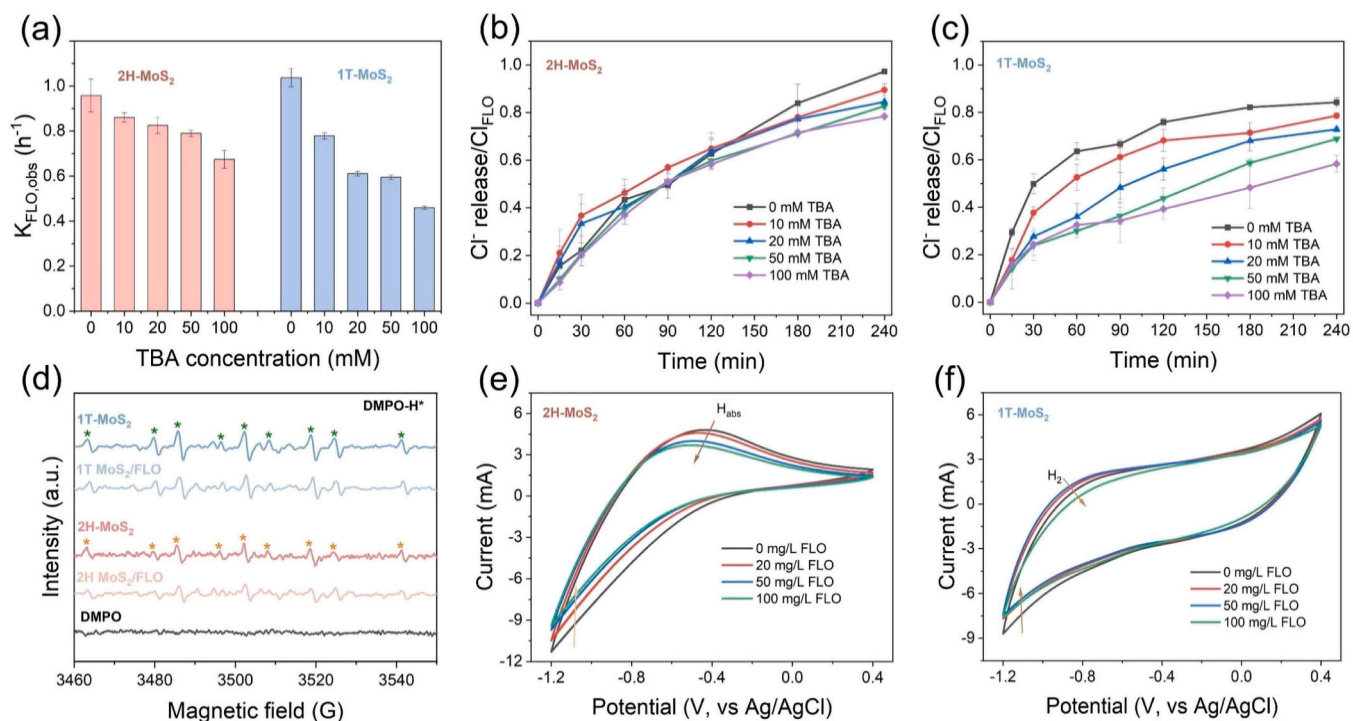 (a)
2H-MoS₂
1T-MoS₂
K_FLO,obs (h⁻¹)
1.0
0.8
0.6
0.4
0.2
0.0
0 10 20 50 100 0 10 20 50 100
TBA concentration (mM)
(b)
2H-MoS₂
Cl⁻ release/Cl_FLO
1.0
0.8
0.6
0.4
0.2
0.0
0 mM TBA
10 mM TBA
20 mM TBA
50 mM TBA
100 mM TBA
0 30 60 90 120 150 180 210 240
Time (min)
(c)
1T-MoS₂
Cl⁻ release/Cl_FLO
1.0
0.8
0.6
0.4
0.2
0.0
0 mM TBA
10 mM TBA
20 mM TBA
50 mM TBA
100 mM TBA
0 30 60 90 120 150 180 210 240
Time (min)
(d)
DMPO-H*
1T-MoS₂
* * * * * * * * *
1T MoS₂/FLO
2H-MoS₂
* * * * * * * * *
2H MoS₂/FLO
DMPO
Intensity (a.u.)
3460 3480 3500 3520 3540
Magnetic field (G)
(e)
2H-MoS₂
H_abs
Current (mA)
6
3
0
-3
-6
-9
-12
0 mg/L FLO
20 mg/L FLO
50 mg/L FLO
100 mg/L FLO
-1.2 -0.8 -0.4 0.0 0.4
Potential (V, vs Ag/AgCl)
(f)
1T-MoS₂
H₂
Current (mA)
6
3
0
-3
-6
-9
0 mg/L FLO
20 mg/L FLO
50 mg/L FLO
100 mg/L FLO
-1.2 -0.8 -0.4 0.0 0.4
Potential (V, vs Ag/AgCl)